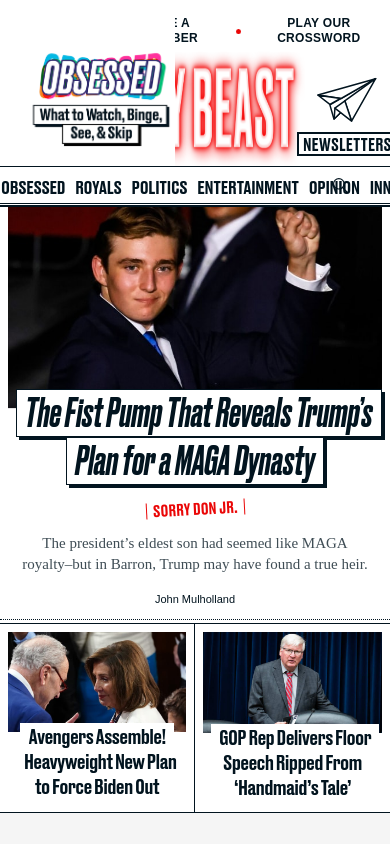 E A
BER
PLAY OUR
CROSSWORD
OBSESSED
What to Watch, Binge,
See, & Skip
Y BEAST
NEWSLETTERS
OBSESSED ROYALS POLITICS ENTERTAINMENT OPINION INN
The Fist Pump That Reveals Trump’s
Plan for a MAGA Dynasty
SORRY DON JR.
The president’s eldest son had seemed like MAGA
royalty–but in Barron, Trump may have found a true heir.
John Mulholland
Avengers Assemble!
Heavyweight New Plan
to Force Biden Out
GOP Rep Delivers Floor
Speech Ripped From
‘Handmaid’s Tale’